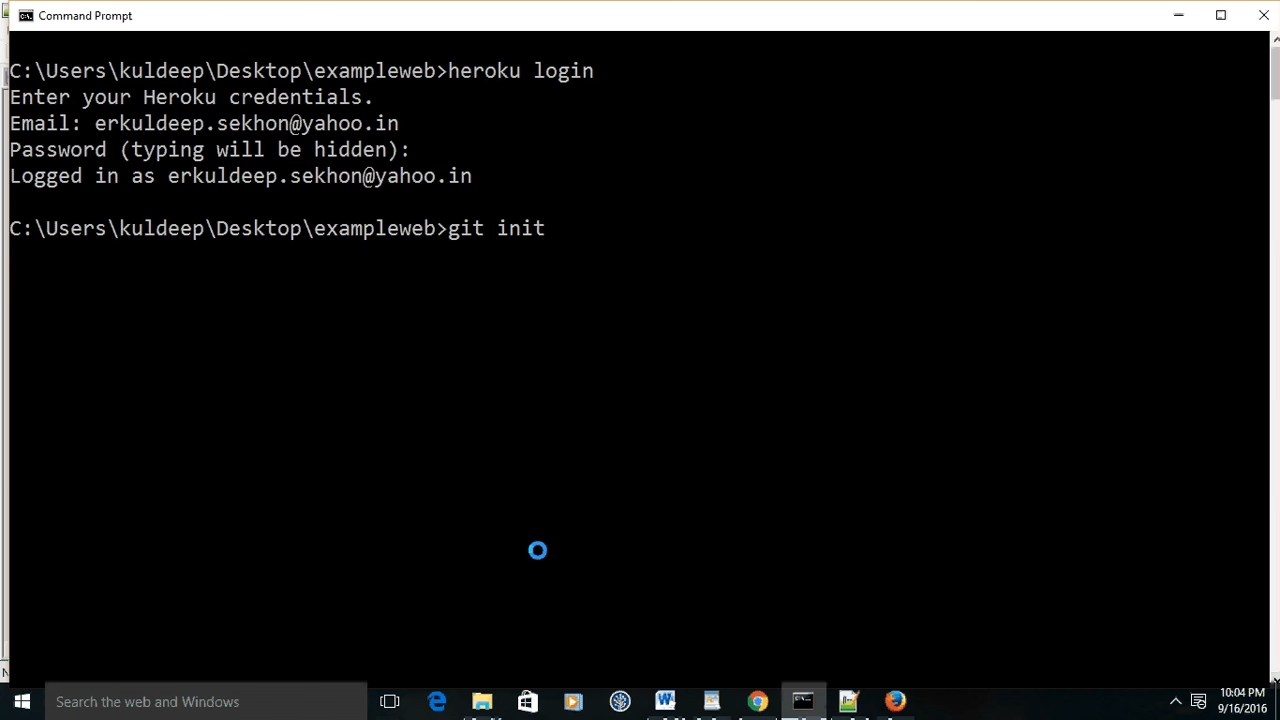 Command Prompt
C:\Users\kuldeep\Desktop\exampleweb>heroku login
Enter your Heroku credentials.
Email: erkuldeep.sekhon@yahoo.in
Password (typing will be hidden):
Logged in as erkuldeep.sekhon@yahoo.in
C:\Users\kuldeep\Desktop\exampleweb>git init
Search the web and Windows
10:04 PM
9/16/2016